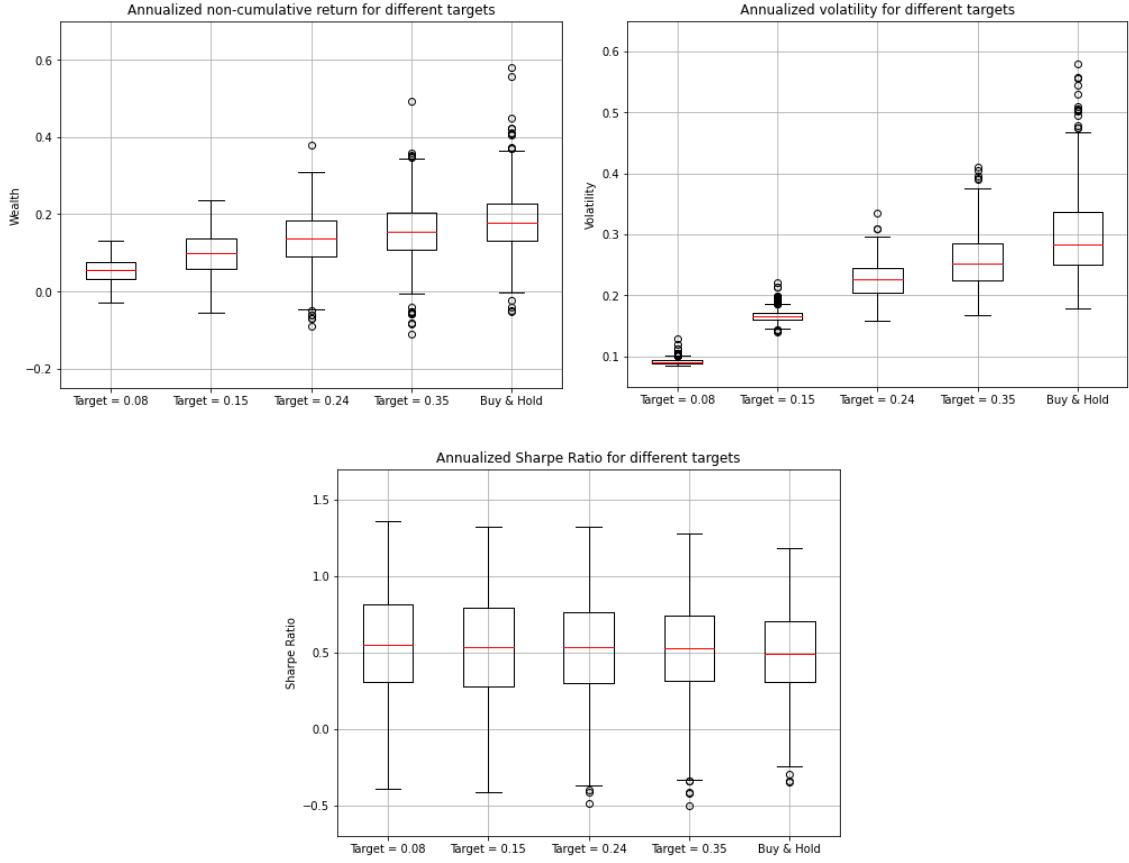 Annualized non-cumulative return for different targets
Wealth
0.6
0.4
0.2
0.0
−0.2
Target = 0.08 Target = 0.15 Target = 0.24 Target = 0.35 Buy & Hold
Annualized volatility for different targets
Volatility
0.6
0.5
0.4
0.3
0.2
0.1
Target = 0.08 Target = 0.15 Target = 0.24 Target = 0.35 Buy & Hold
Annualized Sharpe Ratio for different targets
Sharpe Ratio
1.5
1.0
0.5
0.0
−0.5
Target = 0.08 Target = 0.15 Target = 0.24 Target = 0.35 Buy & Hold